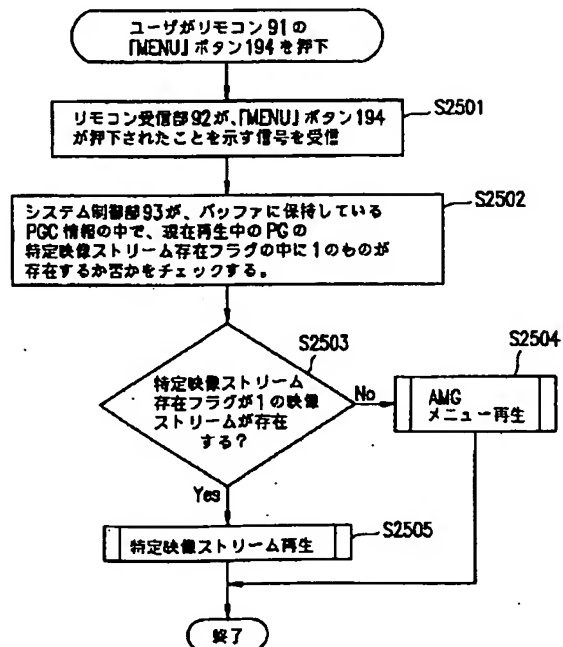 ユーザがリモコン91の
「MENU」ボタン194を押下
S2501
リモコン受信部92が、「MENU」ボタン194
が押下されたことを示す信号を受信
S2502
システム制御部93が、バッファに保持している
PGC情報の中で、現在再生中のPGの
特定映像ストリーム存在フラグの中に1のものが
存在するか否かをチェックする。
S2503
特定映像ストリーム
存在フラグが1の映像
ストリームが存在
する?
No
S2504
AMG
メニュー再生
Yes
S2505
特定映像ストリーム再生
終了